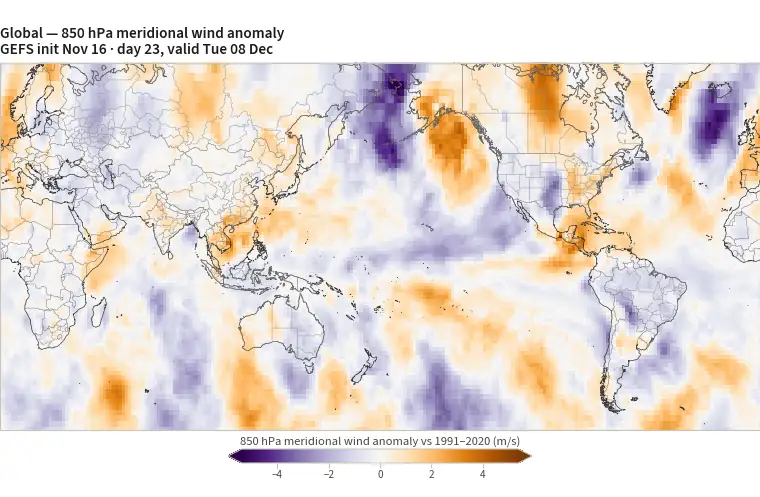 Global — 850 hPa meridional wind anomaly
GEFS init Nov 16 · day 23, valid Tue 08 Dec
850 hPa meridional wind anomaly vs 1991–2020 (m/s)
−4 −2 0 2 4